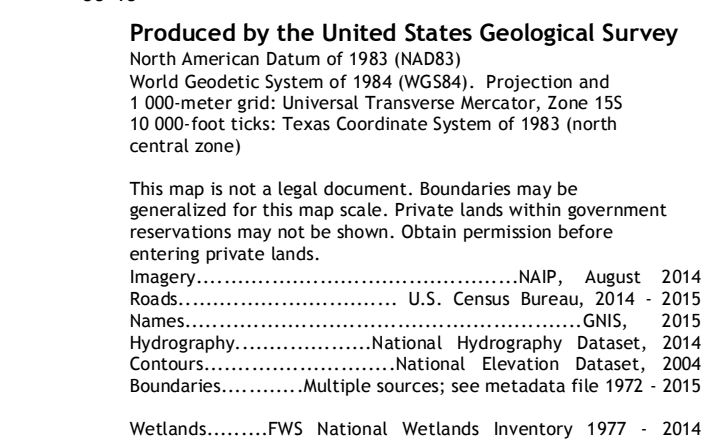 Produced by the United States Geological Survey
North American Datum of 1983 (NAD83)
World Geodetic System of 1984 (WGS84). Projection and
1 000-meter grid: Universal Transverse Mercator, Zone 15S
10 000-foot ticks: Texas Coordinate System of 1983 (north
central zone)
This map is not a legal document. Boundaries may be
generalized for this map scale. Private lands within government
reservations may not be shown. Obtain permission before
entering private lands.
Imagery...............................................NAIP, August 2014
Roads................................ U.S. Census Bureau, 2014 - 2015
Names..........................................................GNIS, 2015
Hydrography....................National Hydrography Dataset, 2014
Contours............................National Elevation Dataset, 2004
Boundaries............Multiple sources; see metadata file 1972 - 2015
Wetlands.........FWS National Wetlands Inventory 1977 - 2014